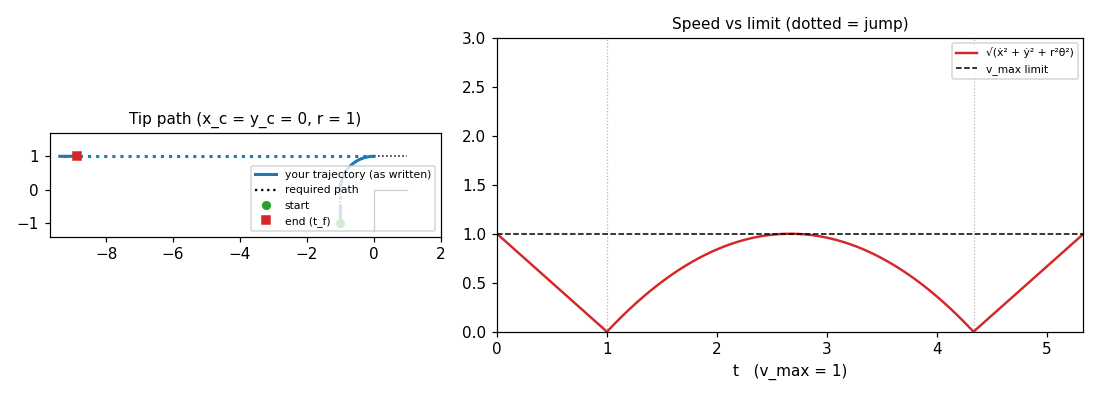 Tip path (x_c = y_c = 0, r = 1)
1
0
−1
−8
−6
−4
−2
0
2
your trajectory (as written)
required path
start
end (t_f)
Speed vs limit (dotted = jump)
3.0
2.5
2.0
1.5
1.0
0.5
0.0
0
1
2
3
4
5
√(ẋ² + ẏ² + r²θ̇²)
v_max limit
t   (v_max = 1)